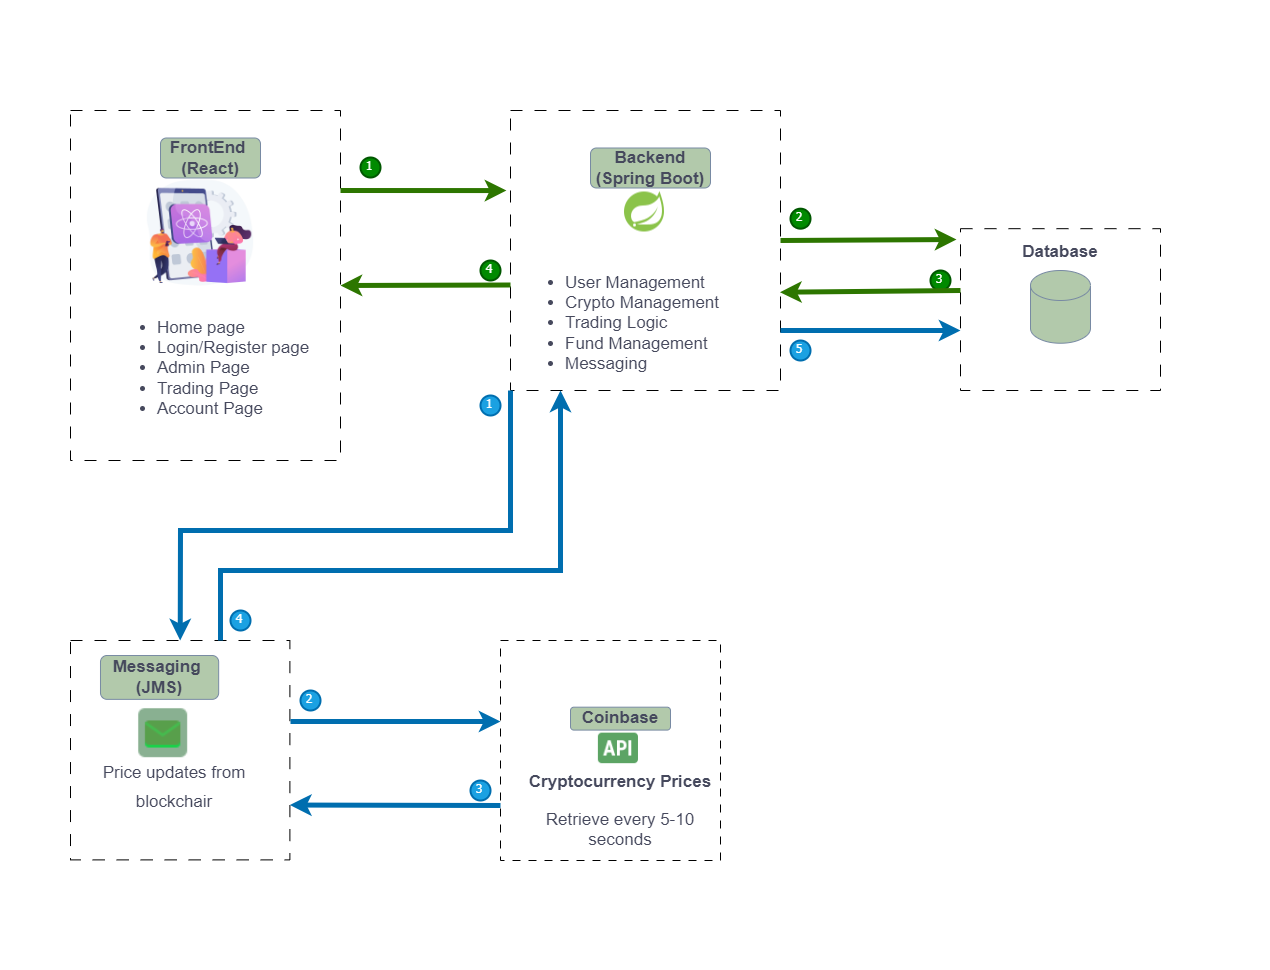 FrontEnd
(React)
1
4
• Home page
• Login/Register page
• Admin Page
• Trading Page
• Account Page
Backend
(Spring Boot)
• User Management
• Crypto Management
• Trading Logic
• Fund Management
• Messaging
2
3
5
Database
1
4
Messaging
(JMS)
Price updates from
blockchair
2
3
Coinbase
API
Cryptocurrency Prices
Retrieve every 5-10
seconds